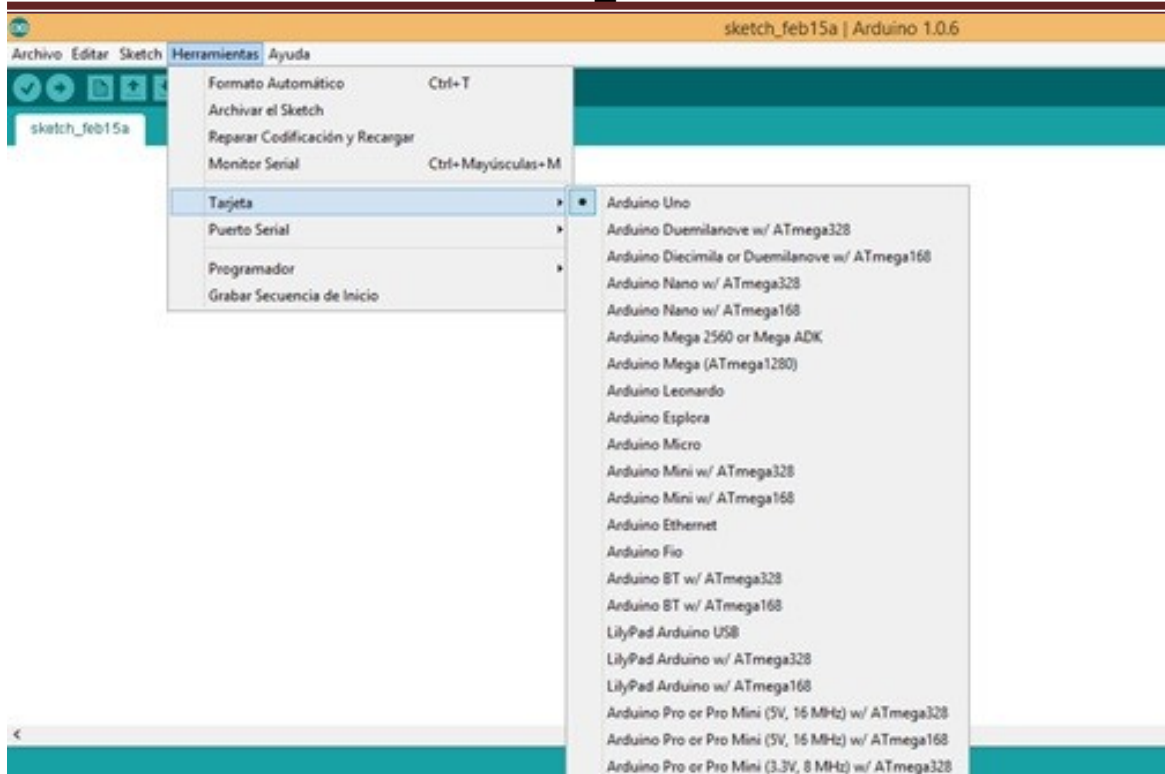 sketch_feb15a | Arduino 1.0.6
Archivo Editar Sketch Herramientas Ayuda
sketch_feb15a
Formato Automático Ctrl+T
Archivar el Sketch
Reparar Codificación y Recargar
Monitor Serial Ctrl+Mayúsculas+M
Tarjeta
Puerto Serial
Programador
Grabar Secuencia de Inicio
Arduino Uno
Arduino Duemilanove w/ ATmega328
Arduino Diecimila or Duemilanove w/ ATmega168
Arduino Nano w/ ATmega328
Arduino Nano w/ ATmega168
Arduino Mega 2560 or Mega ADK
Arduino Mega (ATmega1280)
Arduino Leonardo
Arduino Esplora
Arduino Micro
Arduino Mini w/ ATmega328
Arduino Mini w/ ATmega168
Arduino Ethernet
Arduino Fio
Arduino BT w/ ATmega328
Arduino BT w/ ATmega168
LilyPad Arduino USB
LilyPad Arduino w/ ATmega328
LilyPad Arduino w/ ATmega168
Arduino Pro or Pro Mini (5V, 16 MHz) w/ ATmega328
Arduino Pro or Pro Mini (5V, 16 MHz) w/ ATmega168
Arduino Pro or Pro Mini (3.3V, 8 MHz) w/ ATmega328